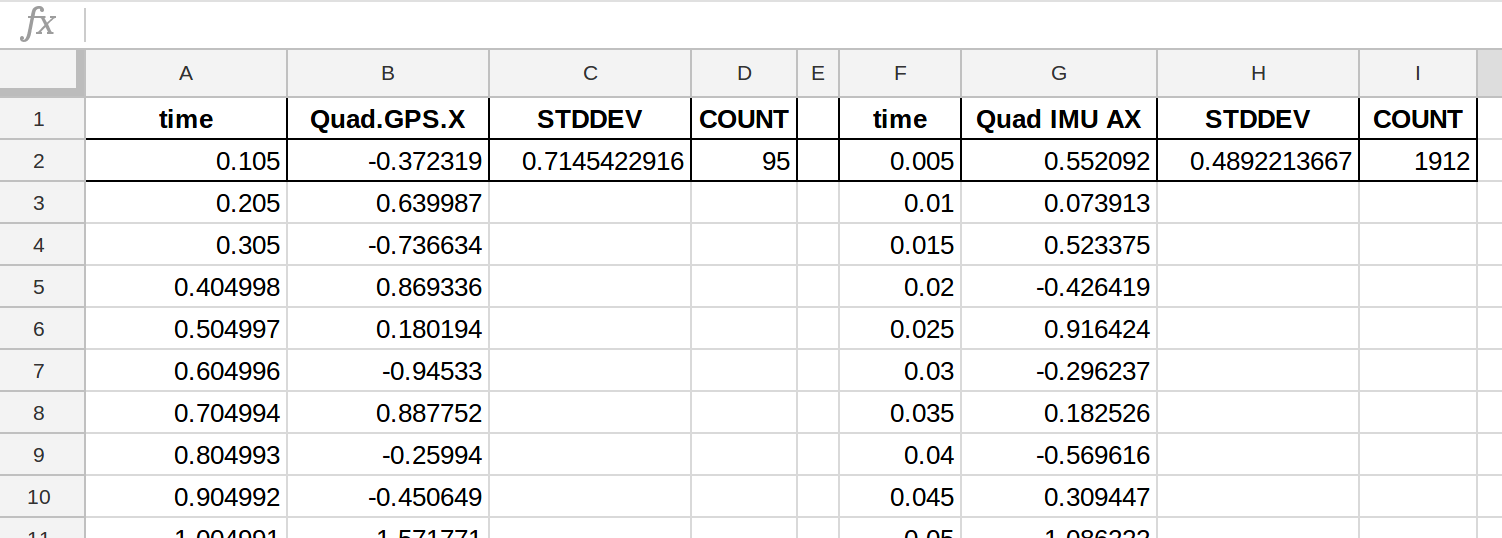 fx
A B C D E F G H I
1 time Quad.GPS.X STDDEV COUNT time Quad IMU AX STDDEV COUNT
2 0.105 -0.372319 0.7145422916 95 0.005 0.552092 0.4892213667 1912
3 0.205 0.639987 0.01 0.073913
4 0.305 -0.736634 0.015 0.523375
5 0.404998 0.869336 0.02 -0.426419
6 0.504997 0.180194 0.025 0.916424
7 0.604996 -0.94533 0.03 -0.296237
8 0.704994 0.887752 0.035 0.182526
9 0.804993 -0.25994 0.04 -0.569616
10 0.904992 -0.450649 0.045 0.309447
11 1.004991 0.05